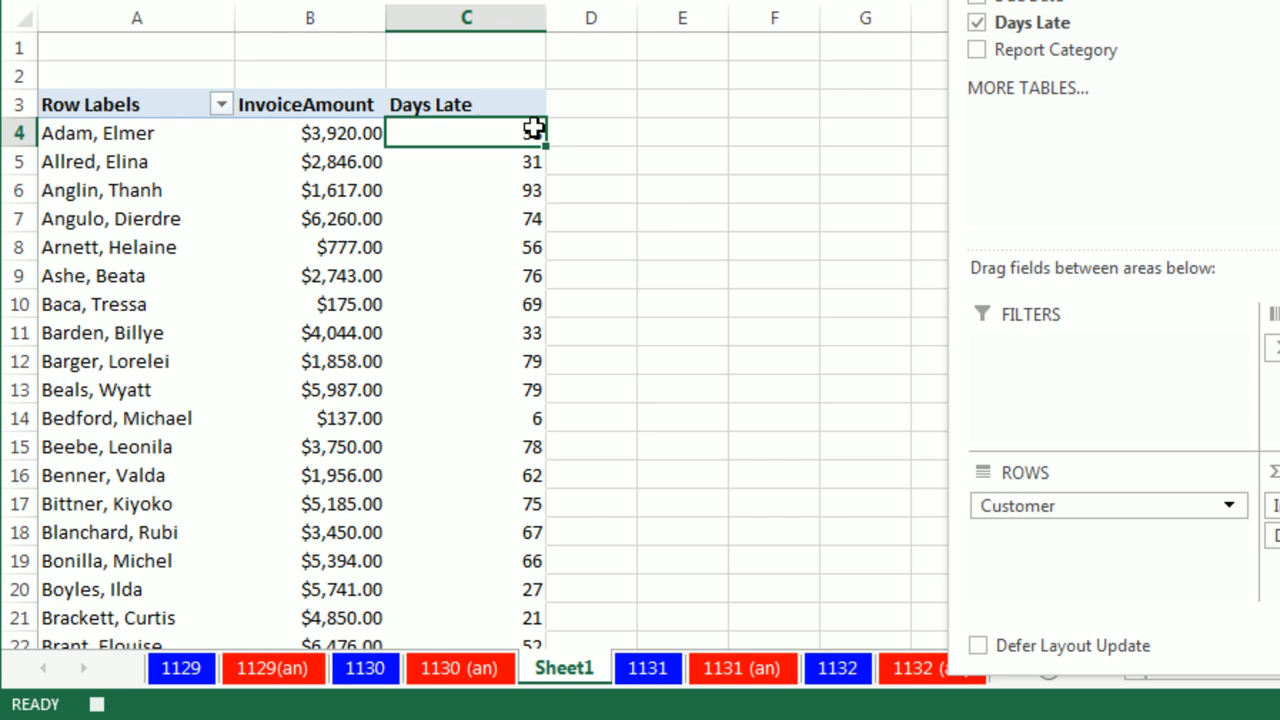 A B C D E F G
1
2
3 Row Labels InvoiceAmount Days Late
4 Adam, Elmer $3,920.00
5 Allred, Elina $2,846.00 31
6 Anglin, Thanh $1,617.00 93
7 Angulo, Dierdre $6,260.00 74
8 Arnett, Helaine $777.00 56
9 Ashe, Beata $2,743.00 76
10 Baca, Tressa $175.00 69
11 Barden, Billye $4,044.00 33
12 Barger, Lorelei $1,858.00 79
13 Beals, Wyatt $5,987.00 79
14 Bedford, Michael $137.00 6
15 Beebe, Leonila $3,750.00 78
16 Benner, Valda $1,956.00 62
17 Bittner, Kiyoko $5,185.00 75
18 Blanchard, Rubi $3,450.00 67
19 Bonilla, Michel $5,394.00 66
20 Boyles, Ilda $5,741.00 27
21 Brackett, Curtis $4,850.00 21
22 Brant, Elouise $6,476.00 52
Days Late
Report Category
MORE TABLES...
Drag fields between areas below:
FILTERS
ROWS
Customer
Defer Layout Update
1129 1129(an) 1130 1130 (an) Sheet1 1131 1131 (an) 1132 1132
READY